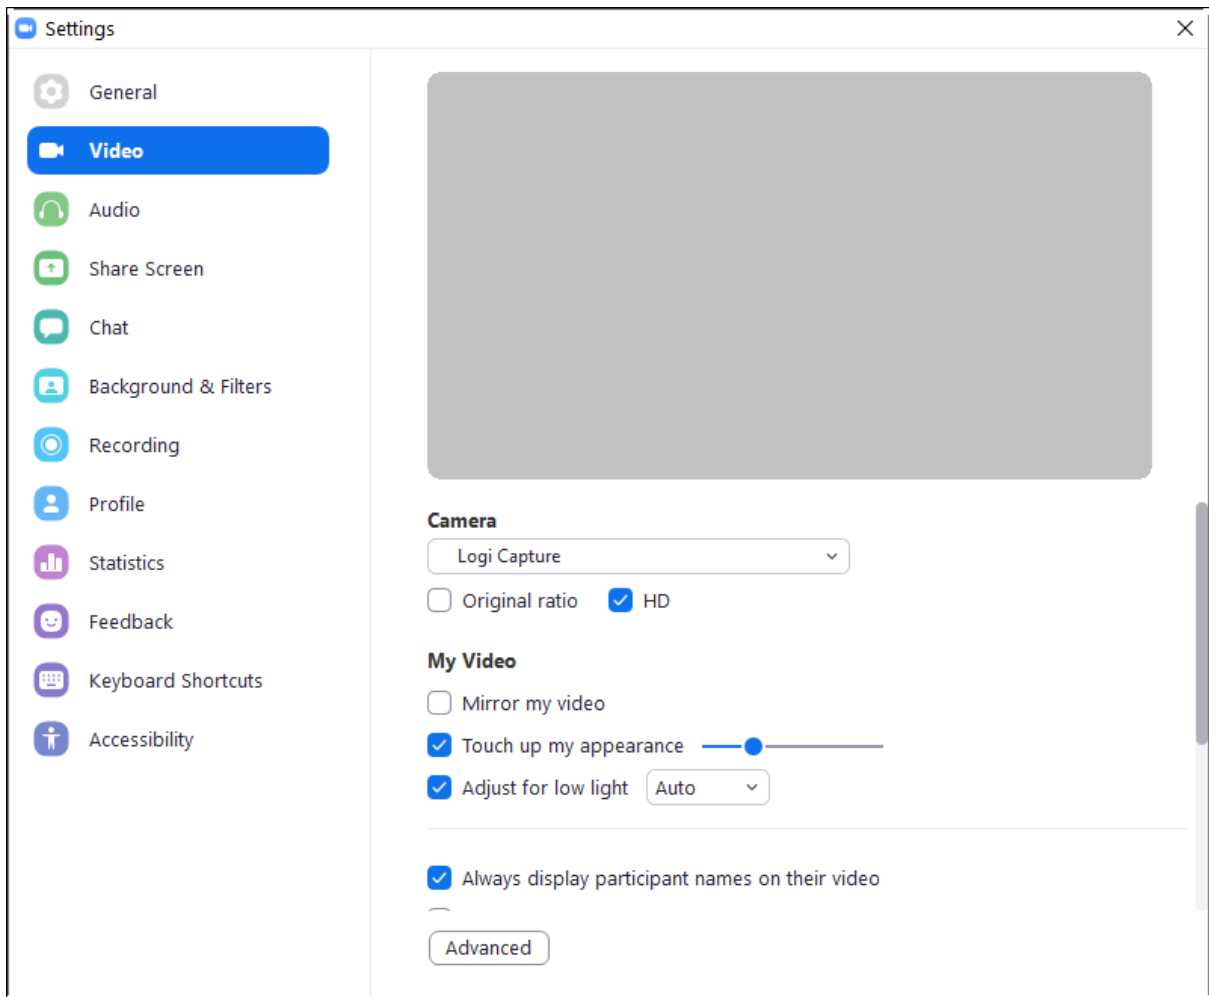 Settings
General
Video
Audio
Share Screen
Chat
Background & Filters
Recording
Profile
Statistics
Feedback
Keyboard Shortcuts
Accessibility
Camera
Logi Capture
Original ratio HD
My Video
Mirror my video
Touch up my appearance
Adjust for low light Auto
Always display participant names on their video
Advanced